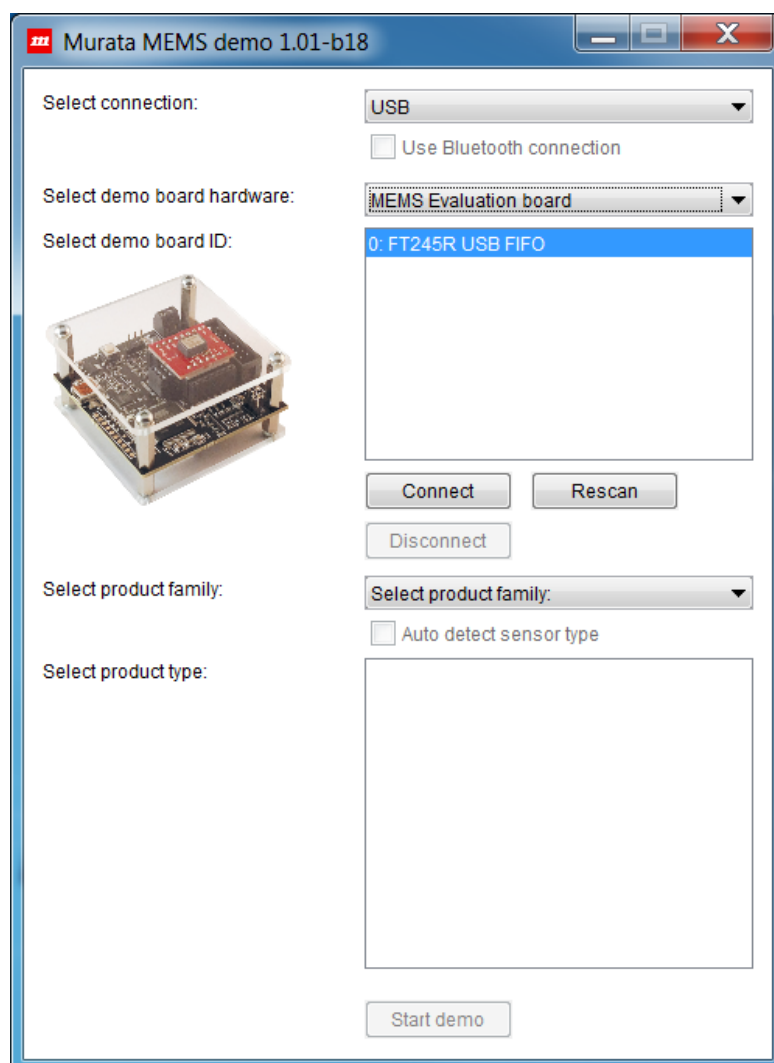 Murata MEMS demo 1.01-b18
Select connection:
USB
Use Bluetooth connection
Select demo board hardware:
MEMS Evaluation board
Select demo board ID:
0: FT245R USB FIFO
Connect
Rescan
Disconnect
Select product family:
Select product family:
Auto detect sensor type
Select product type:
Start demo